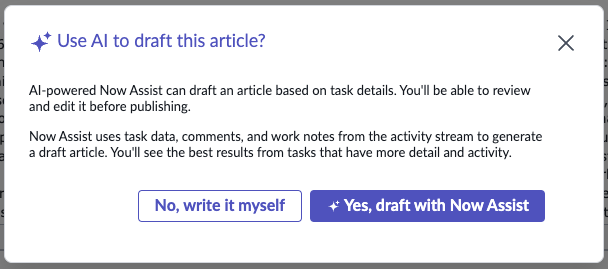 Use AI to draft this article?
AI-powered Now Assist can draft an article based on task details. You'll be able to review
and edit it before publishing.
Now Assist uses task data, comments, and work notes from the activity stream to generate
a draft article. You'll see the best results from tasks that have more detail and activity.
No, write it myself
Yes, draft with Now Assist